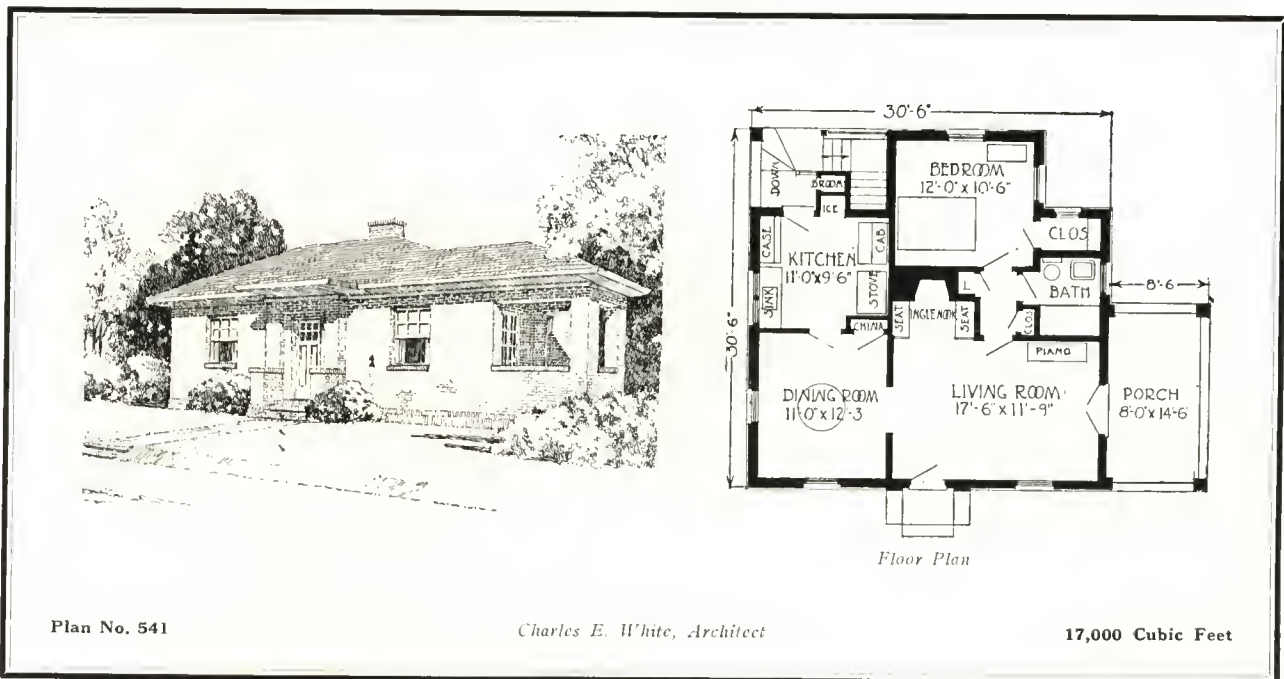 30'-6"
BEDROOM
12'-0" x 10'-6"
DOWN
BROOM
ICE
CLOS
CASE
CAB
KITCHEN
11'-0"x9'6"
SINK
STOVE
L
BATH
8'-6
30'-6"
SEAT
INGLENOOK
SEAT
CLOS
CHINA
PIANO
DINING ROOM
11'0" x 12'-3
LIVING ROOM
17'-6" x 11'-9"
PORCH
8'-0"x 14-6"
Floor Plan
Plan No. 541
Charles E. White, Architect
17,000 Cubic Feet